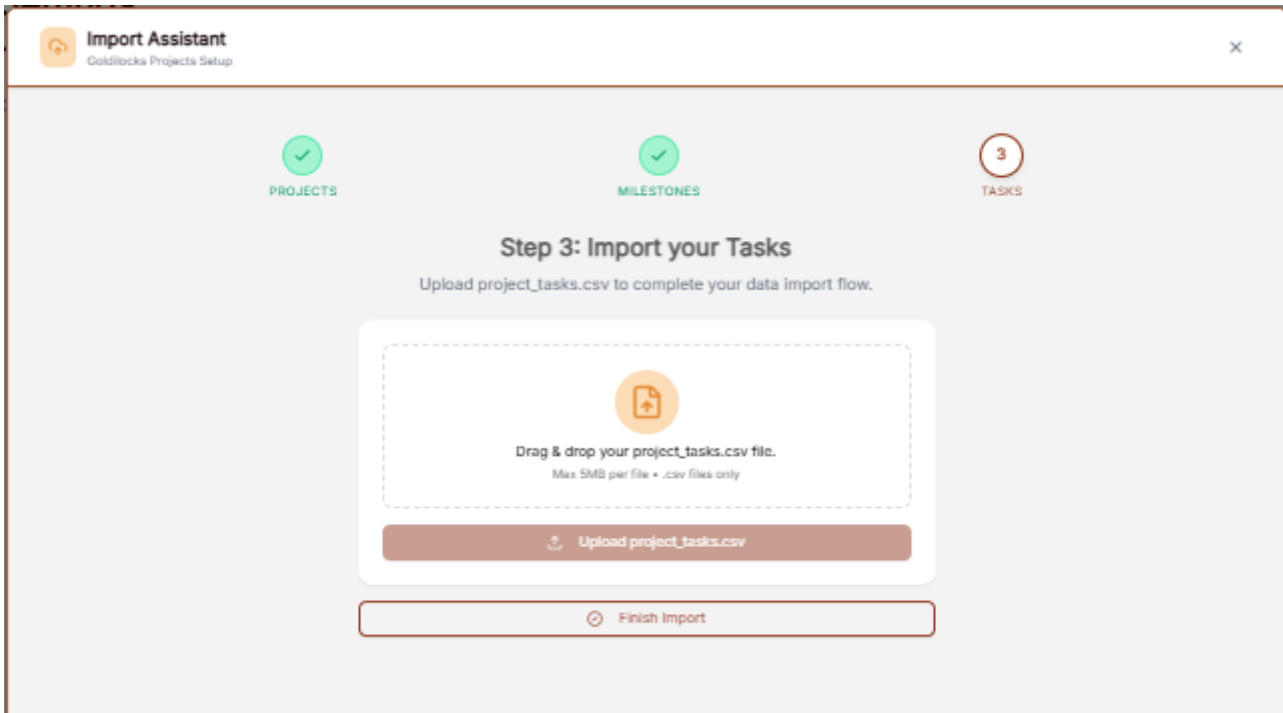 Import Assistant
Goldilocks Projects Setup
PROJECTS
MILESTONES
3
TASKS
Step 3: Import your Tasks
Upload project_tasks.csv to complete your data import flow.
Drag & drop your project_tasks.csv file.
Max 5MB per file • .csv files only
Upload project_tasks.csv
Finish Import